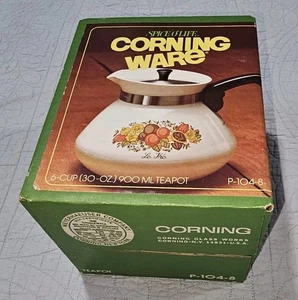 SPICE O' LIFE
CORNING
WARE®
Le Thé
6-CUP (30-OZ.) 900 ML TEAPOT
P-104-8
CORNING
CORNING GLASS WORKS
CORNING • N.Y. 14831 • U.S.A.
TEAPOT
P-104-8